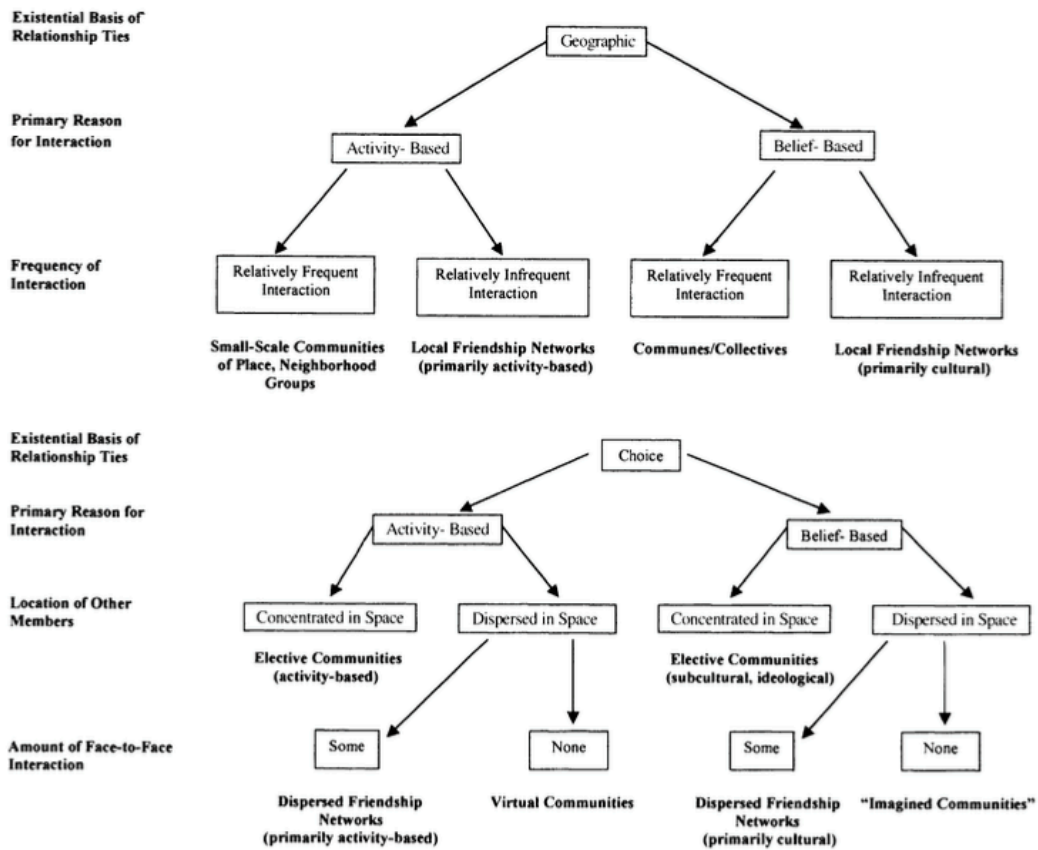 Existential Basis of
Relationship Ties
Geographic
Primary Reason
for Interaction
Activity- Based
Belief- Based
Frequency of
Interaction
Relatively Frequent
Interaction
Relatively Infrequent
Interaction
Relatively Frequent
Interaction
Relatively Infrequent
Interaction
Small-Scale Communities
of Place, Neighborhood
Groups
Local Friendship Networks
(primarily activity-based)
Communes/Collectives
Local Friendship Networks
(primarily cultural)
Existential Basis of
Relationship Ties
Choice
Primary Reason for
Interaction
Activity- Based
Belief- Based
Location of Other
Members
Concentrated in Space
Dispersed in Space
Concentrated in Space
Dispersed in Space
Elective Communities
(activity-based)
Elective Communities
(subcultural, ideological)
Amount of Face-to-Face
Interaction
Some
None
Some
None
Dispersed Friendship
Networks
(primarily activity-based)
Virtual Communities
Dispersed Friendship
Networks
(primarily cultural)
"Imagined Communities"